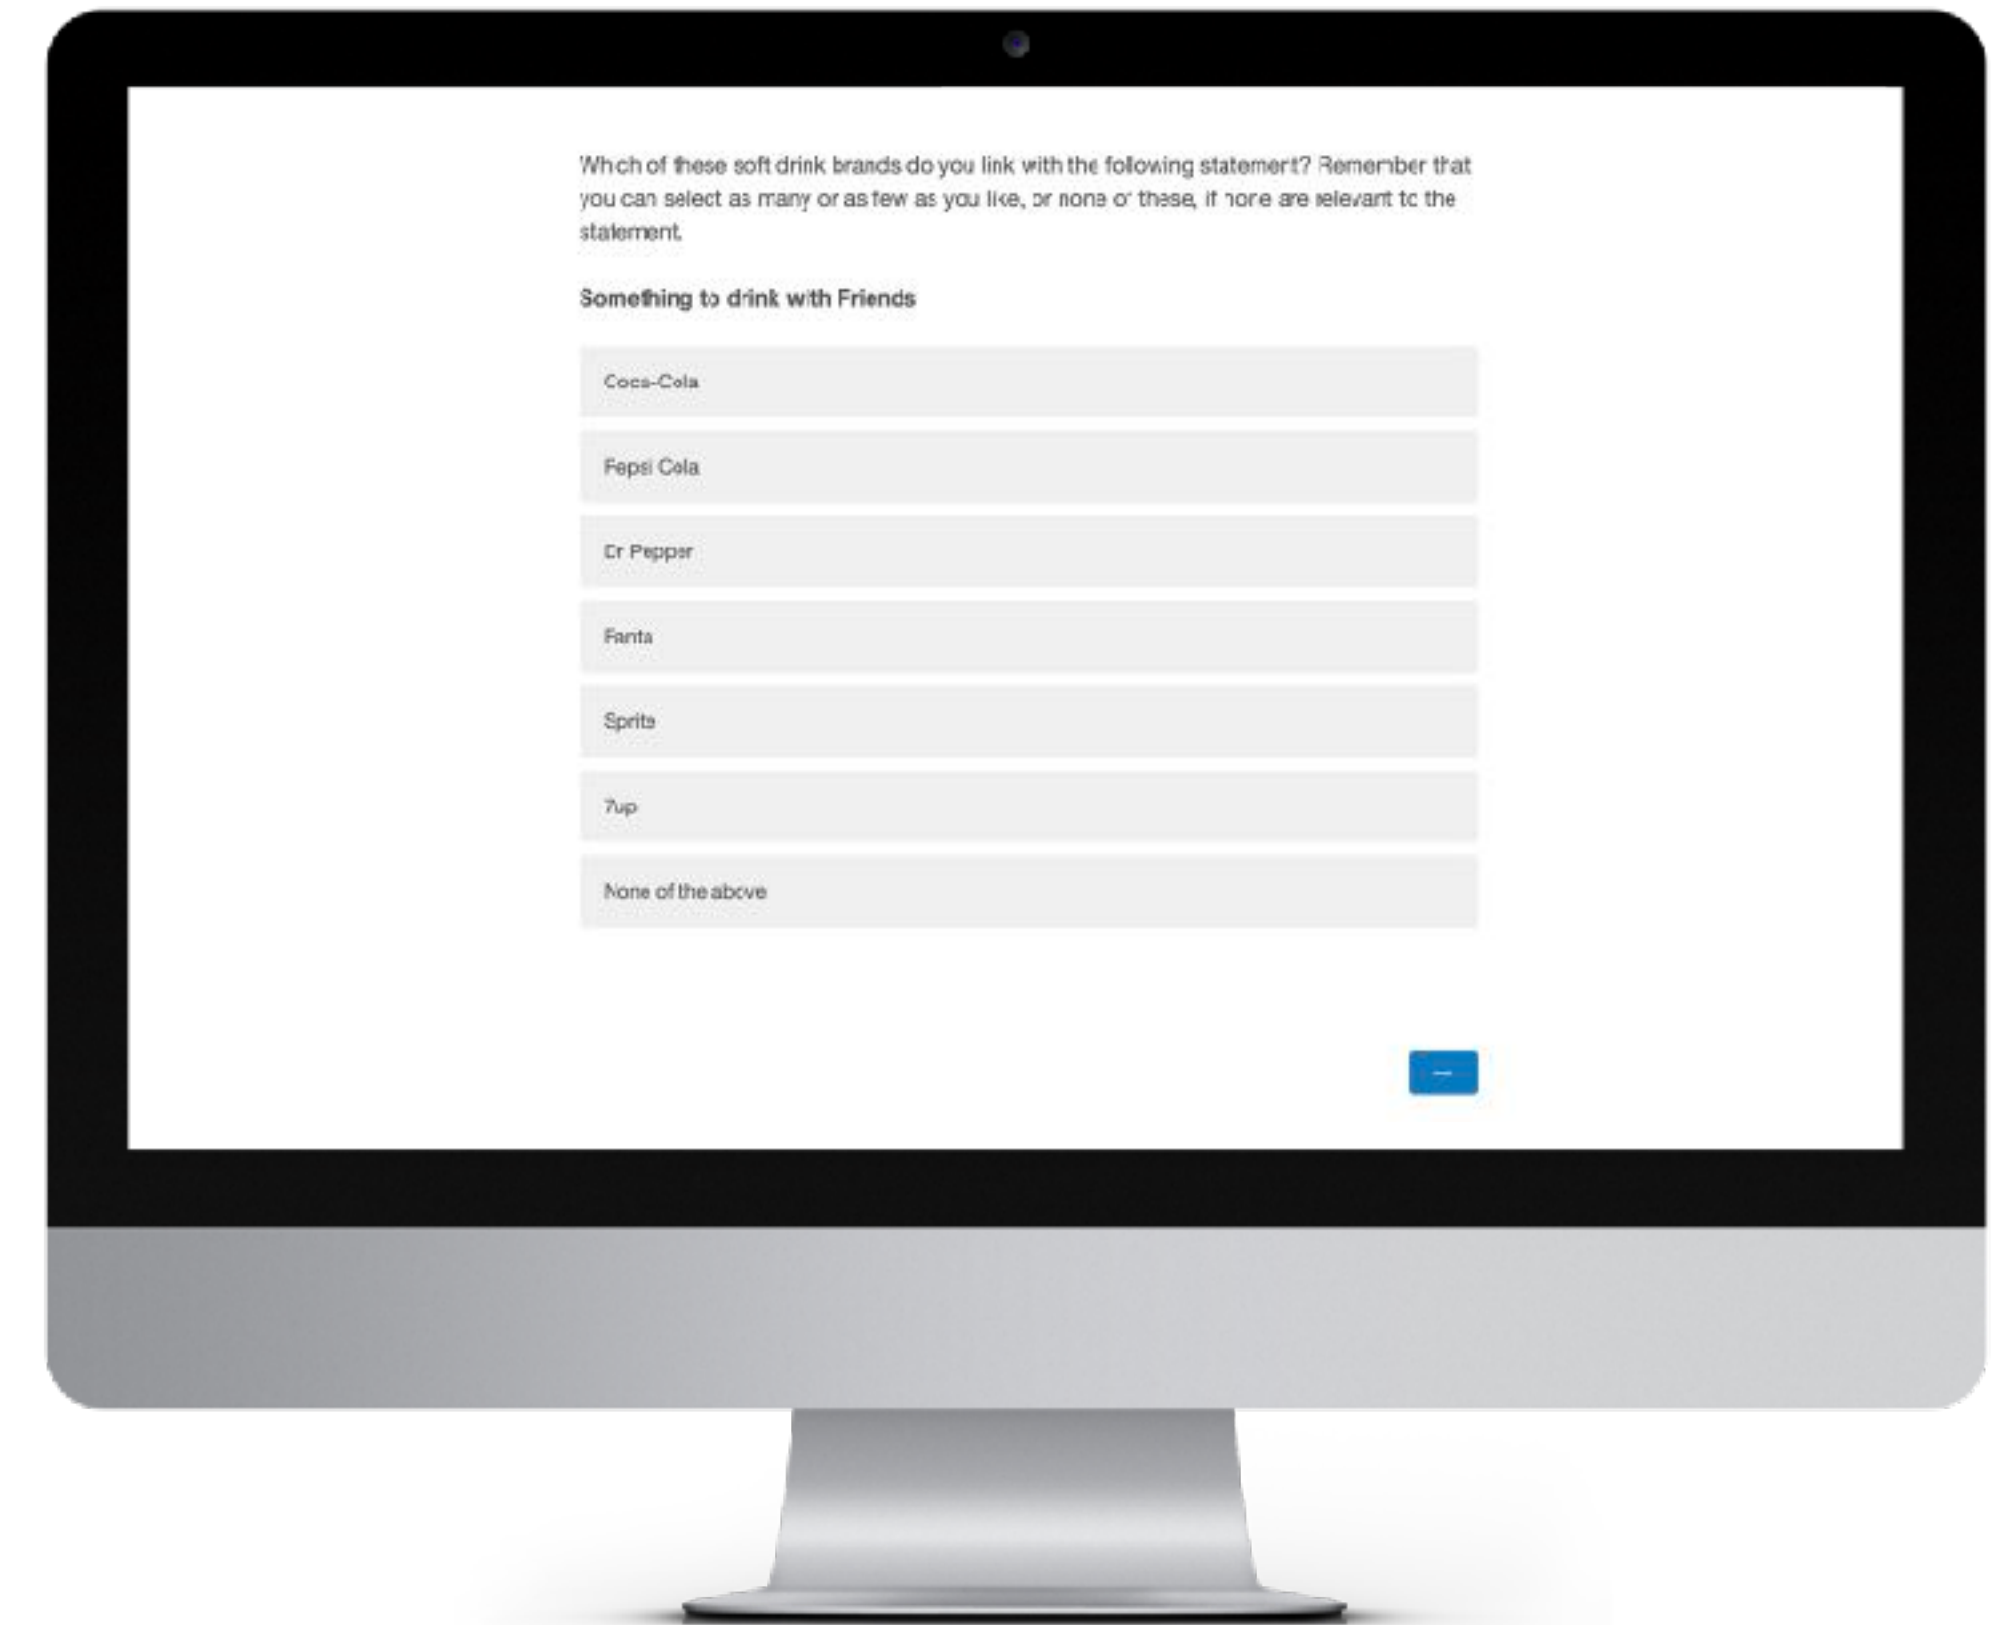 Which of these soft drink brands do you link with the following statement? Remember that
you can select as many or as few as you like, or none of these, if none are relevant to the
statement.
Something to drink with Friends
Coca-Cola
Pepsi Cola
Dr Pepper
Fanta
Sprite
7up
None of the above